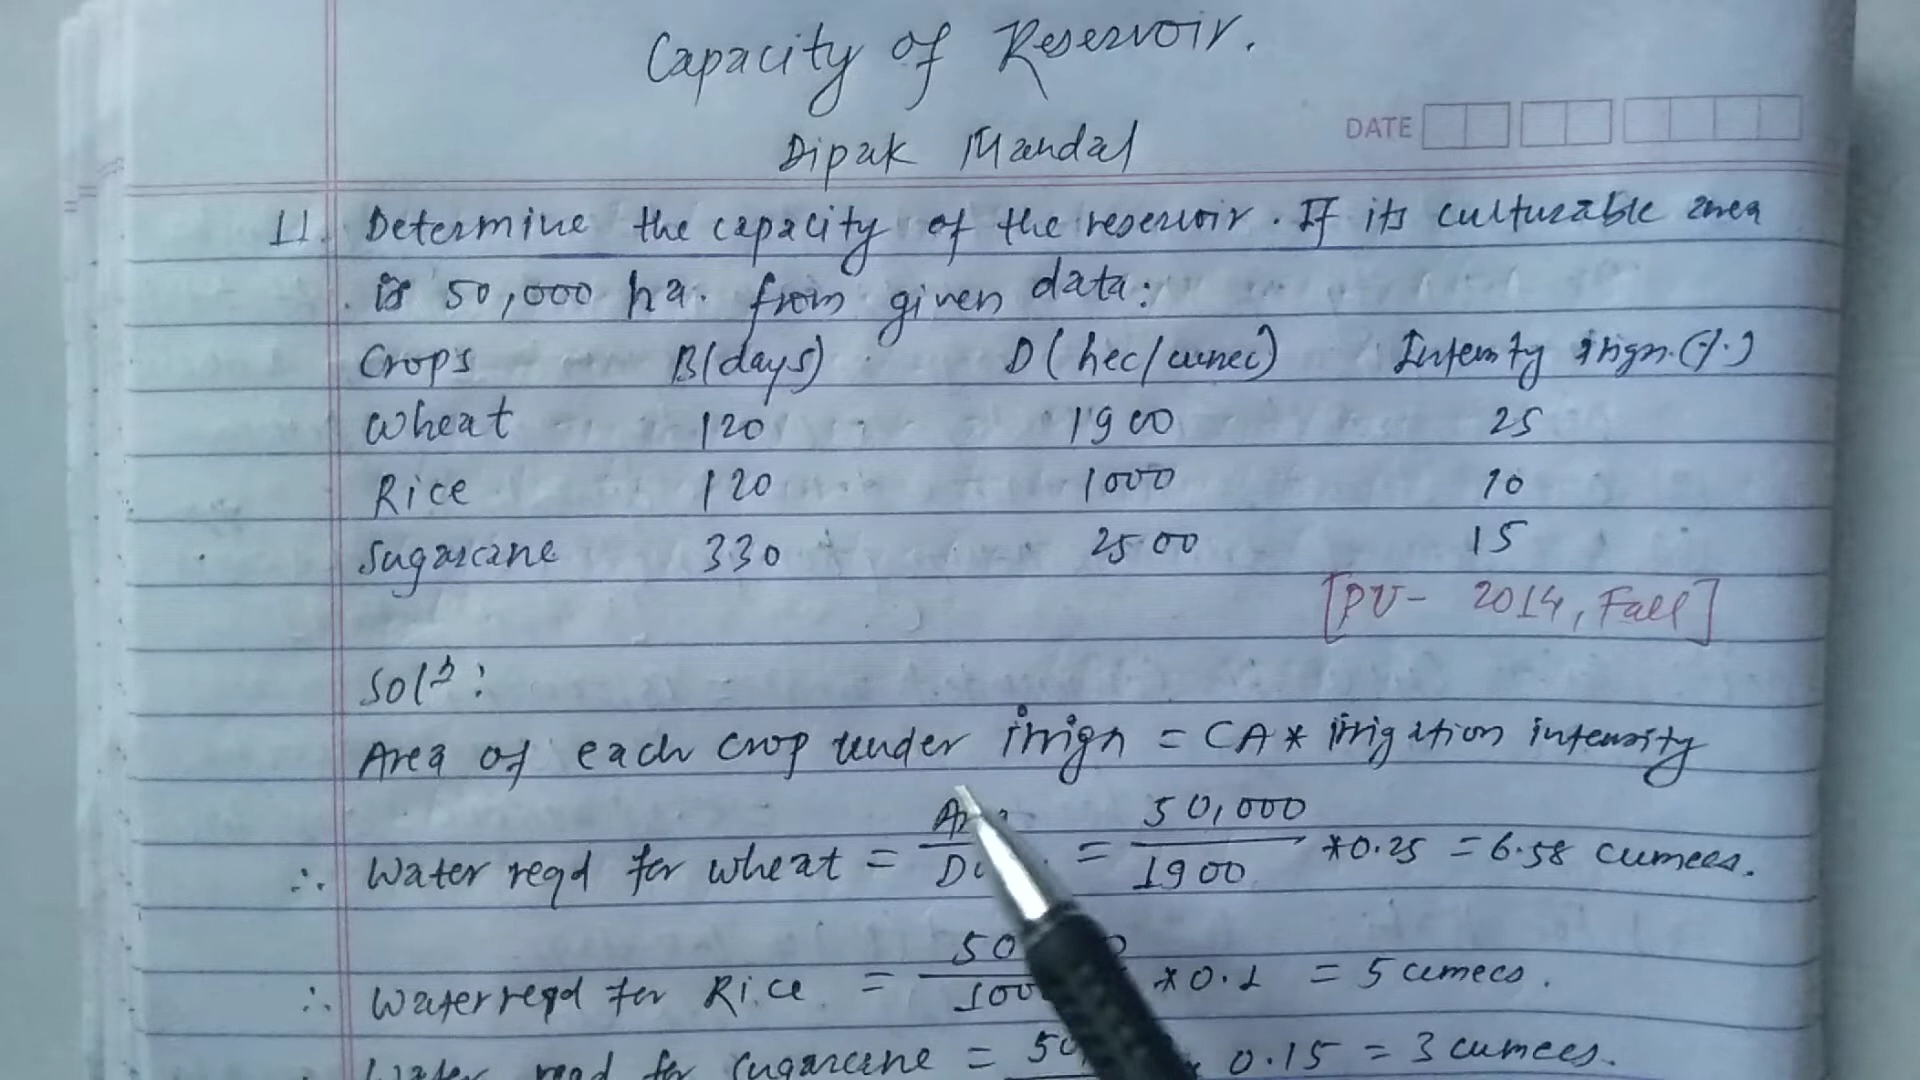 Capacity of Reservoir.
DATE
Dipak Mandal
11. Determine the capacity of the reservoir. If its culturable area
is 50,000 ha. from given data:
Crops B(days) D(hec/cumec) Intensity irrign.(%)
Wheat 120 1900 25
Rice 120 1000 10
Sugarcane 330 2500 15
[PU- 2014, Fall]
Solⁿ:
Area of each crop under irrign = CA * irrigation intensity
∴ Water reqd for wheat = = 50,000 / 1900 * 0.25 = 6.58 cumecs.
∴ Water reqd for Rice = * 0.1 = 5 cumecs.
Water reqd for sugarcane = 0.15 = 3 cumecs.